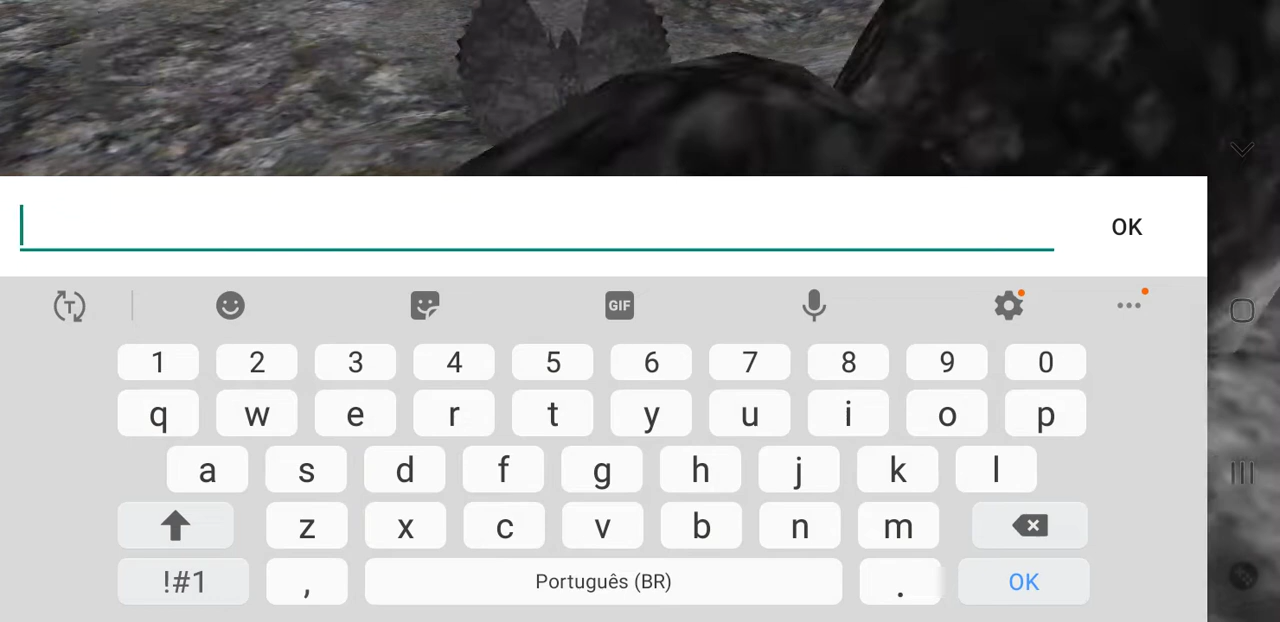 OK
GIF
1 2 3 4 5 6 7 8 9 0
q w e r t y u i o p
a s d f g h j k l
z x c v b n m
!#1 , Português (BR) . OK